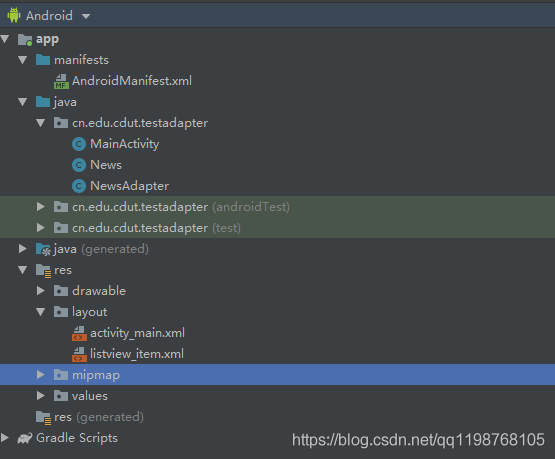 Android
app
manifests
AndroidManifest.xml
java
cn.edu.cdut.testadapter
MainActivity
News
NewsAdapter
cn.edu.cdut.testadapter (androidTest)
cn.edu.cdut.testadapter (test)
java (generated)
res
drawable
layout
activity_main.xml
listview_item.xml
mipmap
values
res (generated)
Gradle Scripts
https://blog.csdn.net/qq1198768105